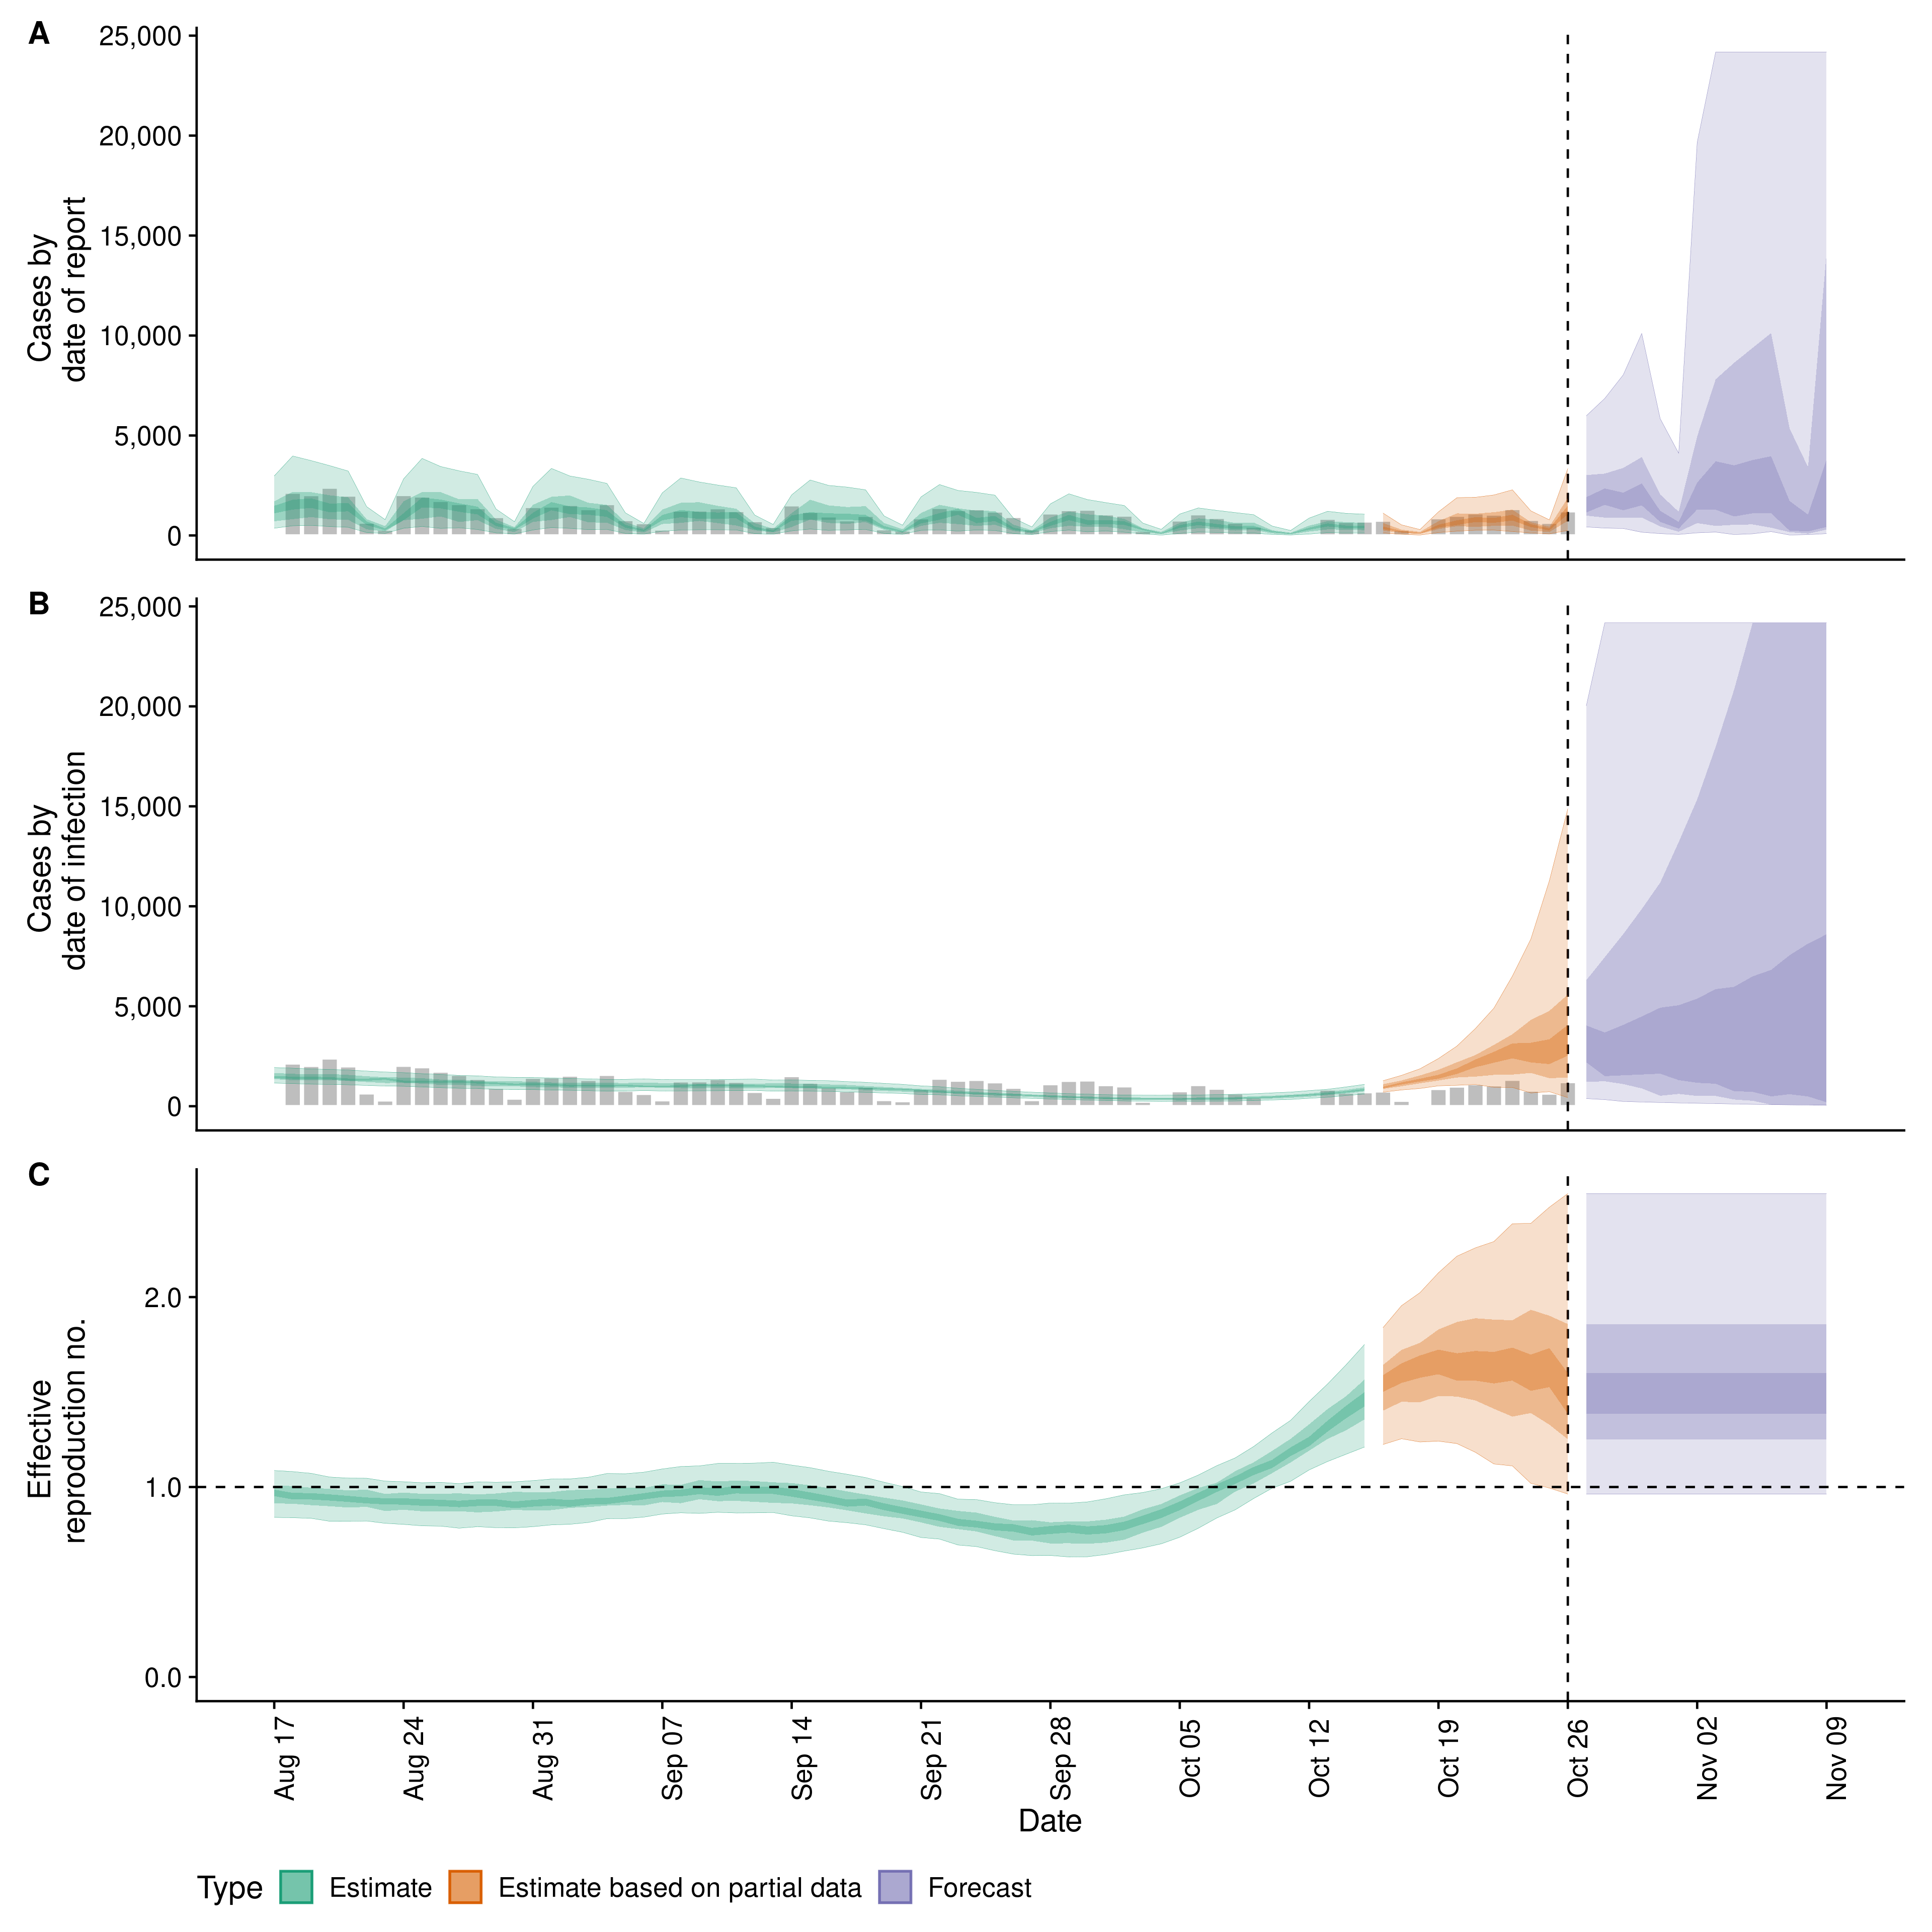 A
25,000
20,000
15,000
10,000
5,000
0
Cases by
date of report
B
25,000
20,000
15,000
10,000
5,000
0
Cases by
date of infection
C
2.0
1.0
0.0
Effective
reproduction no.
Aug 17
Aug 24
Aug 31
Sep 07
Sep 14
Sep 21
Sep 28
Oct 05
Oct 12
Oct 19
Oct 26
Nov 02
Nov 09
Date
Type Estimate Estimate based on partial data Forecast